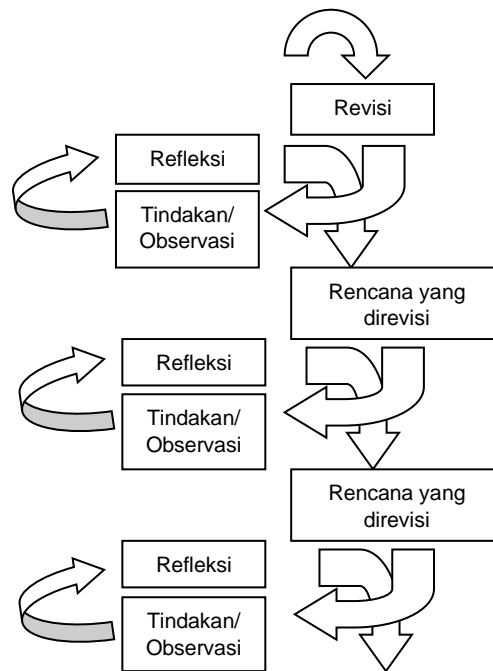 Revisi
Refleksi
Tindakan/
Observasi
Rencana yang
direvisi
Refleksi
Tindakan/
Observasi
Rencana yang
direvisi
Refleksi
Tindakan/
Observasi